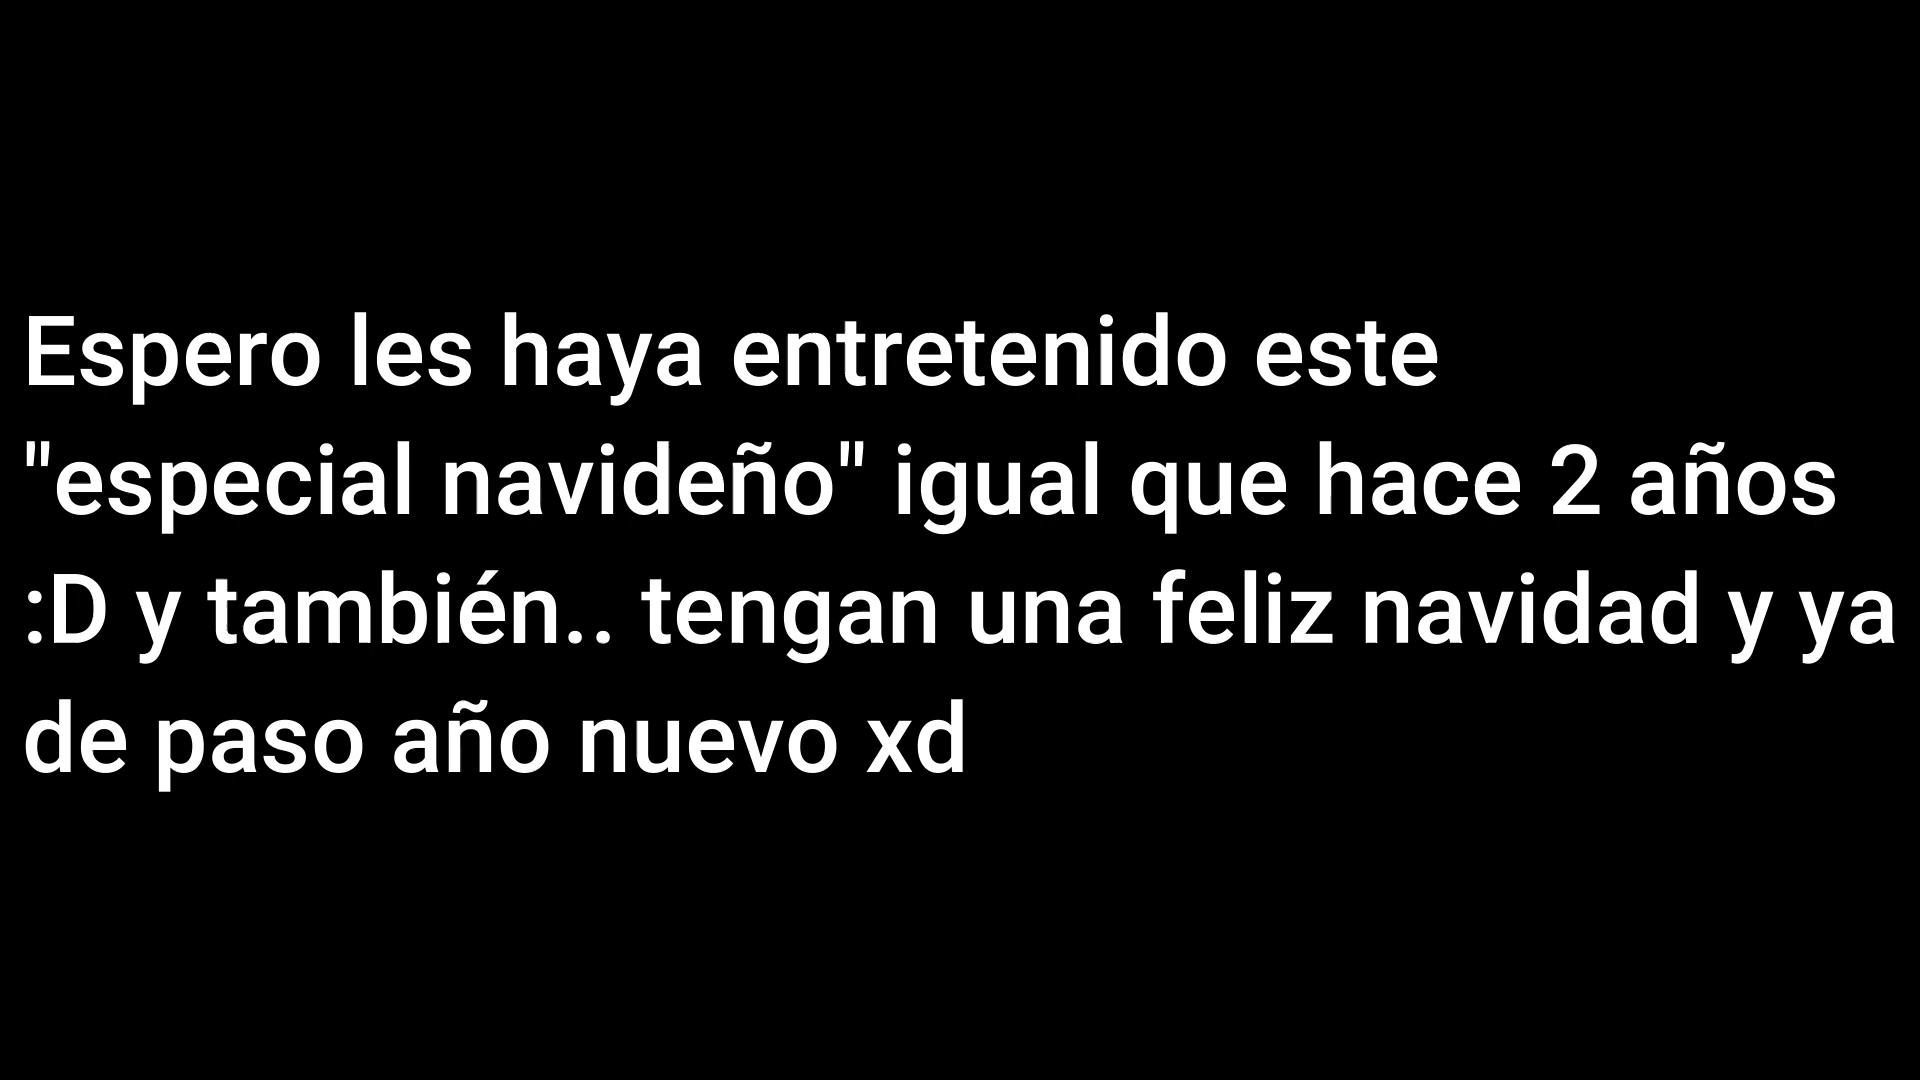 Espero les haya entretenido este
"especial navideño" igual que hace 2 años
:D y también.. tengan una feliz navidad y ya
de paso año nuevo xd